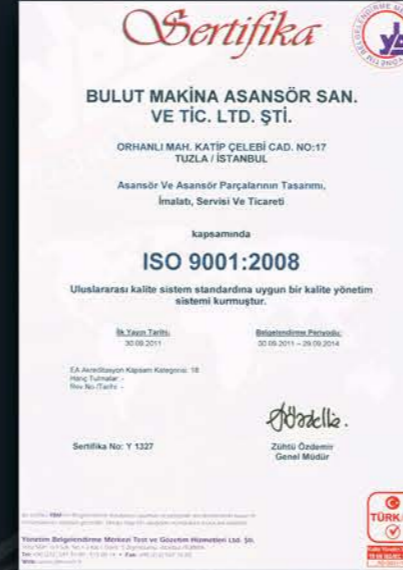 Sertifika
BULUT MAKİNA ASANSÖR SAN.
VE TİC. LTD. ŞTİ.
ORHANLI MAH. KATİP ÇELEBİ CAD. NO:17
TUZLA / İSTANBUL
Asansör Ve Asansör Parçalarının Tasarımı,
İmalatı, Servisi Ve Ticareti
kapsamında
ISO 9001:2008
Uluslararası kalite sistem standardına uygun bir kalite yönetim
sistemi kurmuştur.
İlk Yayın Tarihi:
30.09.2011
Belgelendirme Periyodu:
30.09.2011 – 29.09.2014
EA Akreditasyon Kapsam Kategorisi: 18
Hariç Tutmalar: -
Rev No /Tarihi: -
Sertifika No: Y 1327
Zühtü Özdemir
Genel Müdür
Yönetim Belgelendirme Merkezi Test ve Gözetim Hizmetleri Ltd. Şti.
TÜRKA